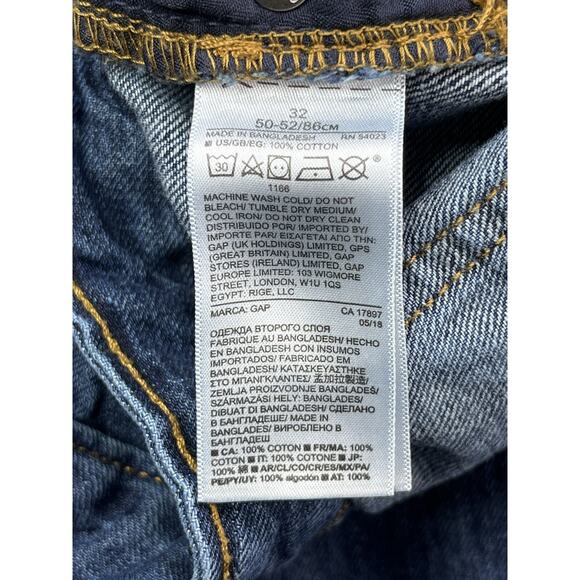 32
50-52/86CM
MADE IN BANGLADESH RN 54023
■ US/GB/EG: 100% COTTON
30
1166
MACHINE WASH COLD/ DO NOT
BLEACH/ TUMBLE DRY MEDIUM/
COOL IRON/ DO NOT DRY CLEAN
DISTRIBUIDO POR/ IMPORTED BY/
IMPORTE PAR/ ΕΙΣΑΓΕΤΑΙ ΑΠΟ ΤΗΝ:
GAP (UK HOLDINGS) LIMITED, GPS
(GREAT BRITAIN) LIMITED, GAP
STORES (IRELAND) LIMITED, GAP
EUROPE LIMITED: 103 WIGMORE
STREET, LONDON, W1U 1QS
EGYPT: RIGE, LLC
MARCA: GAP CA 17897
05/18
ОДЕЖДА ВТОРОГО СЛОЯ
FABRIQUE AU BANGLADESH/ HECHO
EN BANGLADESH CON INSUMOS
IMPORTADOS/ FABRICADO EM
BANGLADESH/ ΚΑΤΑΣΚΕΥΑΣΤΗΚΕ
ΣΤΟ ΜΠΑΝΓΚΛΑΝΤΕΣ/ 孟加拉製造/
ZEMLJA PROIZVODNJE BANGLADEŠ/
SZÁRMAZÁSI HELY: BANGLADES/
DIBUAT DI BANGLADESH/ СДЕЛАНО
В БАНГЛАДЕШЕ/ MADE IN
BANGLADES/ ВИРОБЛЕНО В
БАНГЛАДЕШ
■ CA: 100% COTTON ■ FR/MA: 100%
COTON ■ IT: 100% COTONE ■ JP:
100% 綿 ■ AR/CL/CO/CR/ES/MX/PA/
PE/PY/UY: 100% algodón ■ AT: 100%